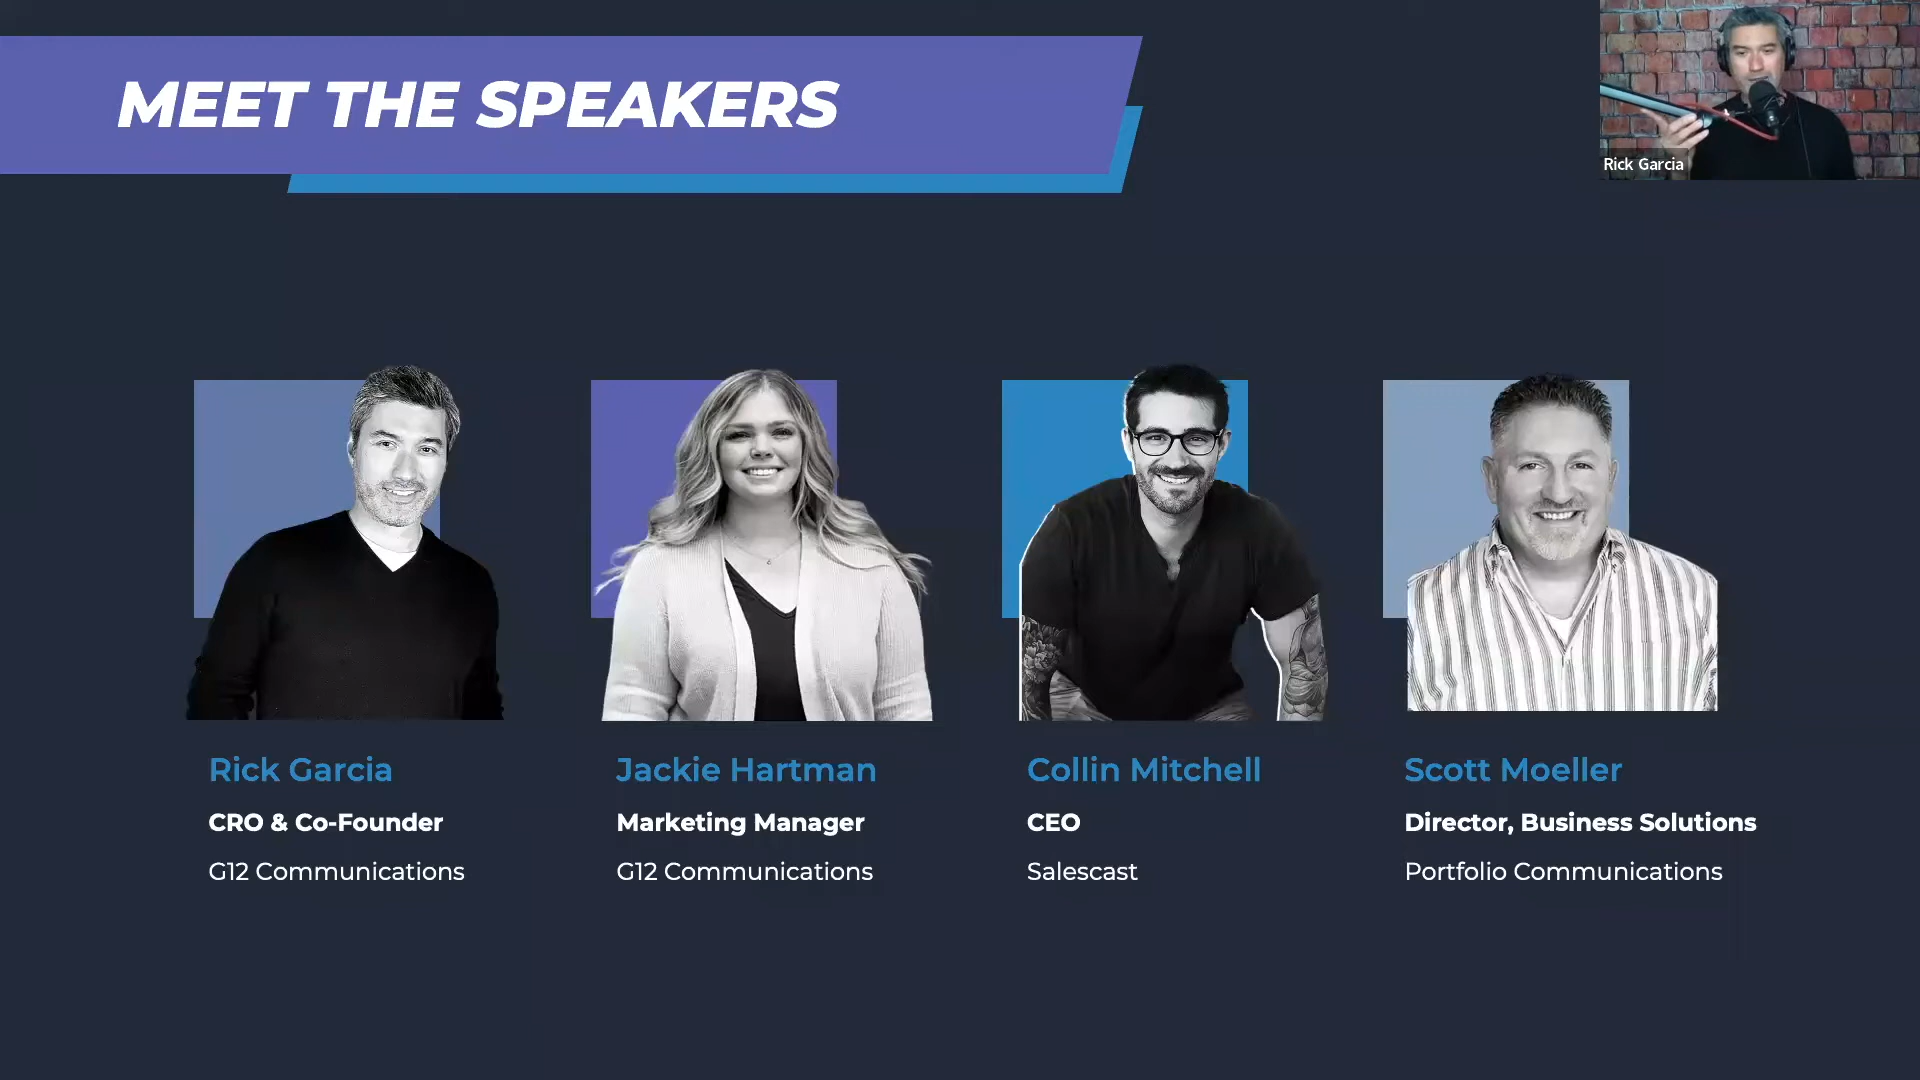 MEET THE SPEAKERS
Rick Garcia
Rick Garcia
CRO & Co-Founder
G12 Communications
Jackie Hartman
Marketing Manager
G12 Communications
Collin Mitchell
CEO
Salescast
Scott Moeller
Director, Business Solutions
Portfolio Communications